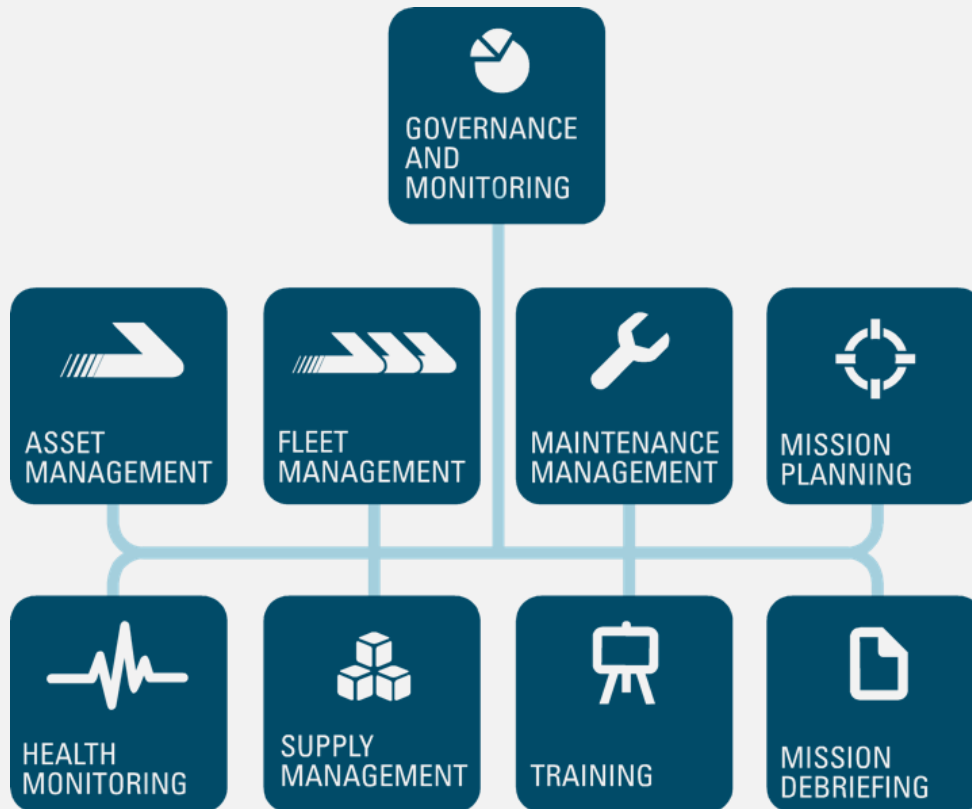 GOVERNANCE
AND
MONITORING
ASSET
MANAGEMENT
FLEET
MANAGEMENT
MAINTENANCE
MANAGEMENT
MISSION
PLANNING
HEALTH
MONITORING
SUPPLY
MANAGEMENT
TRAINING
MISSION
DEBRIEFING